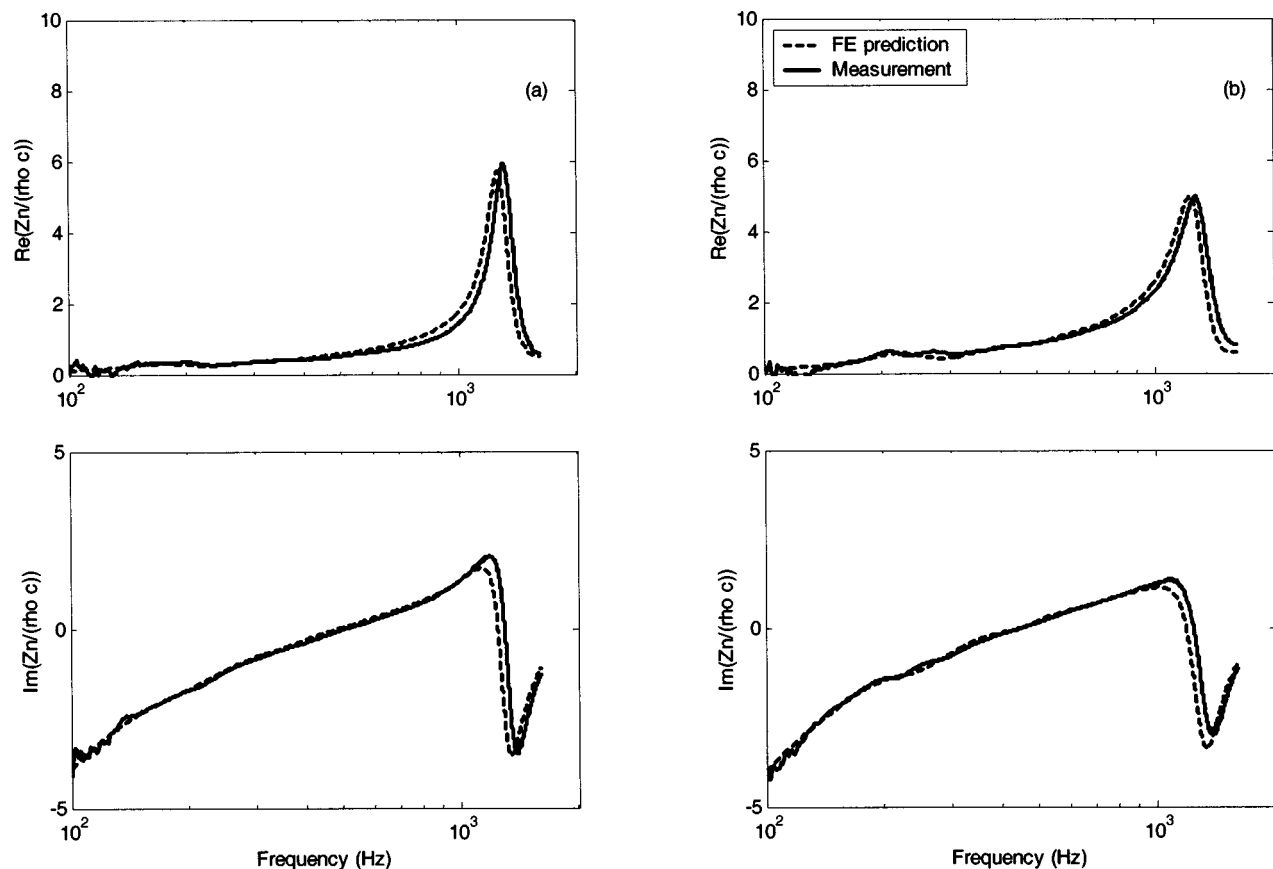 10
8
6
4
2
0
Re(Zn/(rho c))
(a)
10²
10³
10
8
6
4
2
0
Re(Zn/(rho c))
FE prediction
Measurement
(b)
10²
10³
5
0
-5
Im(Zn/(rho c))
10²
10³
Frequency (Hz)
5
0
-5
Im(Zn/(rho c))
10²
10³
Frequency (Hz)